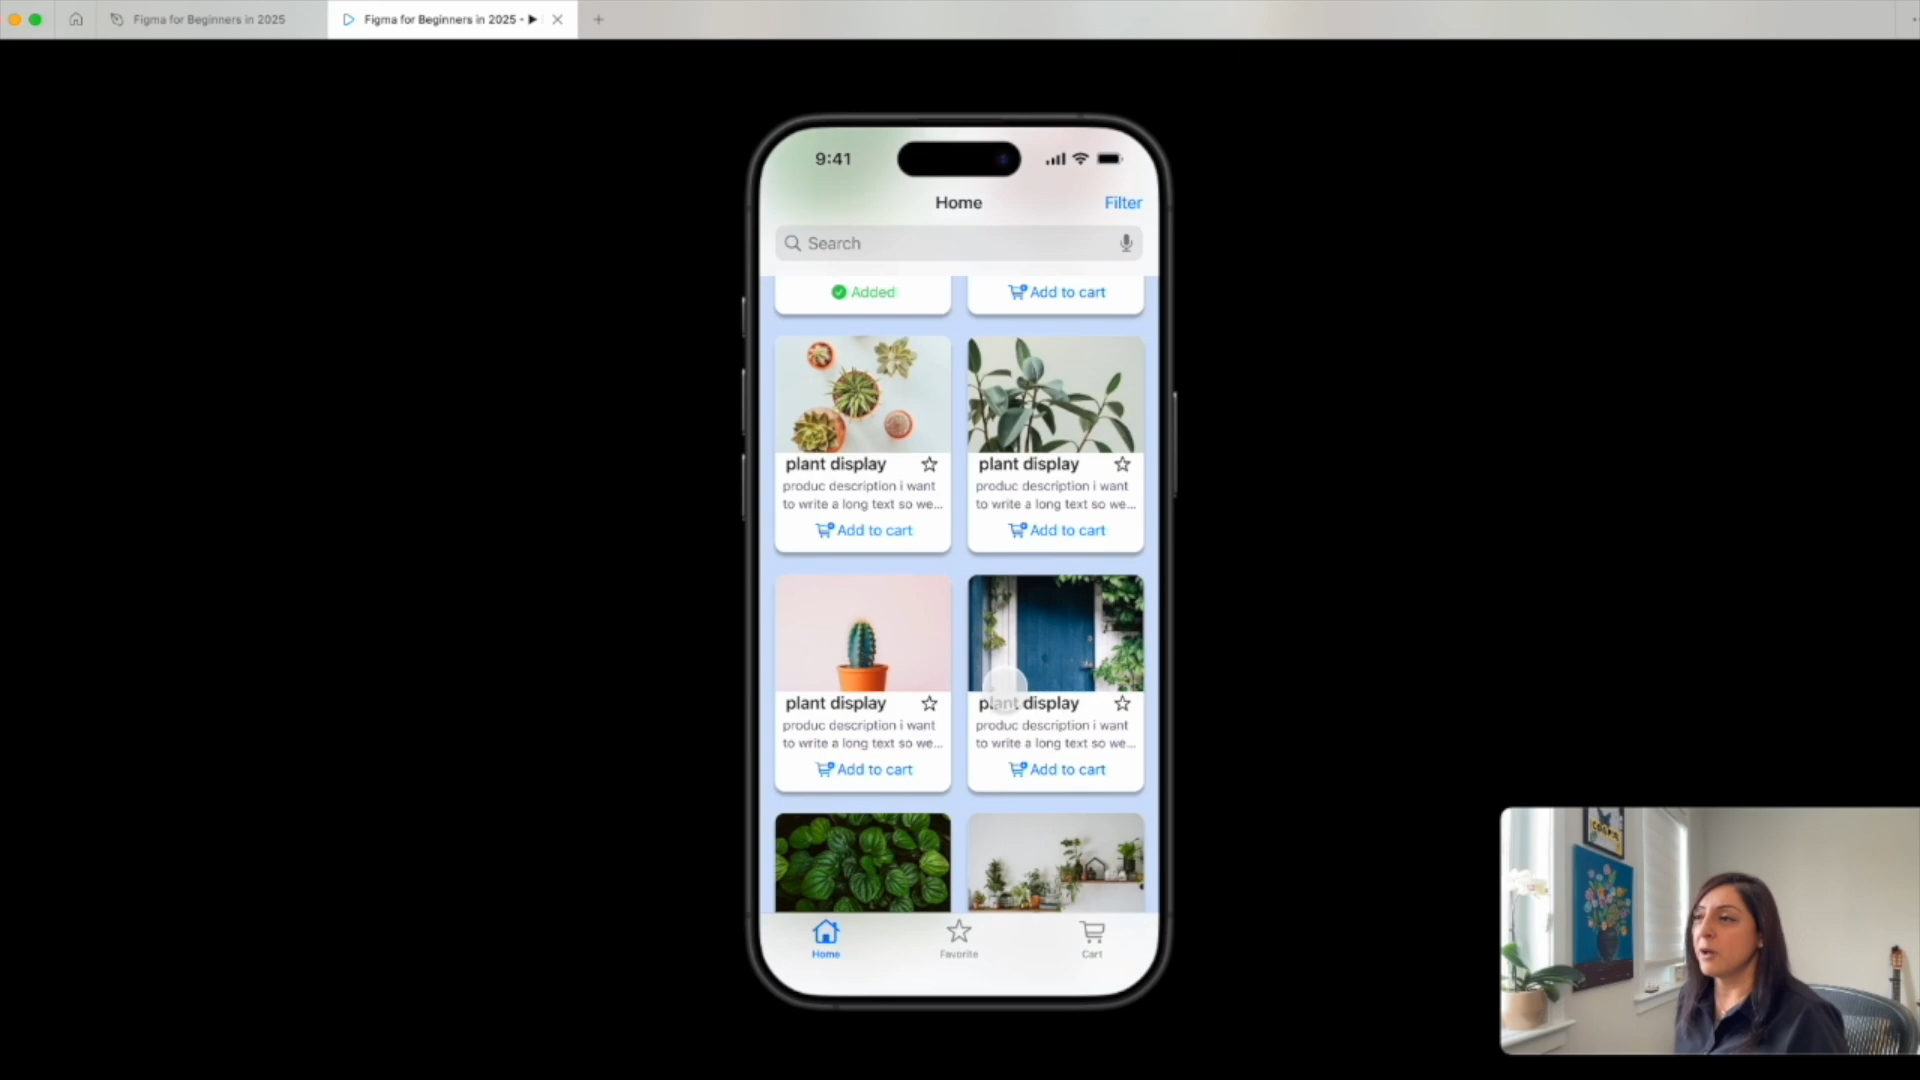 Figma for Beginners in 2025
Figma for Beginners in 2025 -
9:41
Home
Filter
Search
Added
Add to cart
plant display
produc description i want
to write a long text so we...
Add to cart
plant display
produc description i want
to write a long text so we...
Add to cart
plant display
produc description i want
to write a long text so we...
Add to cart
plant display
produc description i want
to write a long text so we...
Add to cart
Home
Favorite
Cart